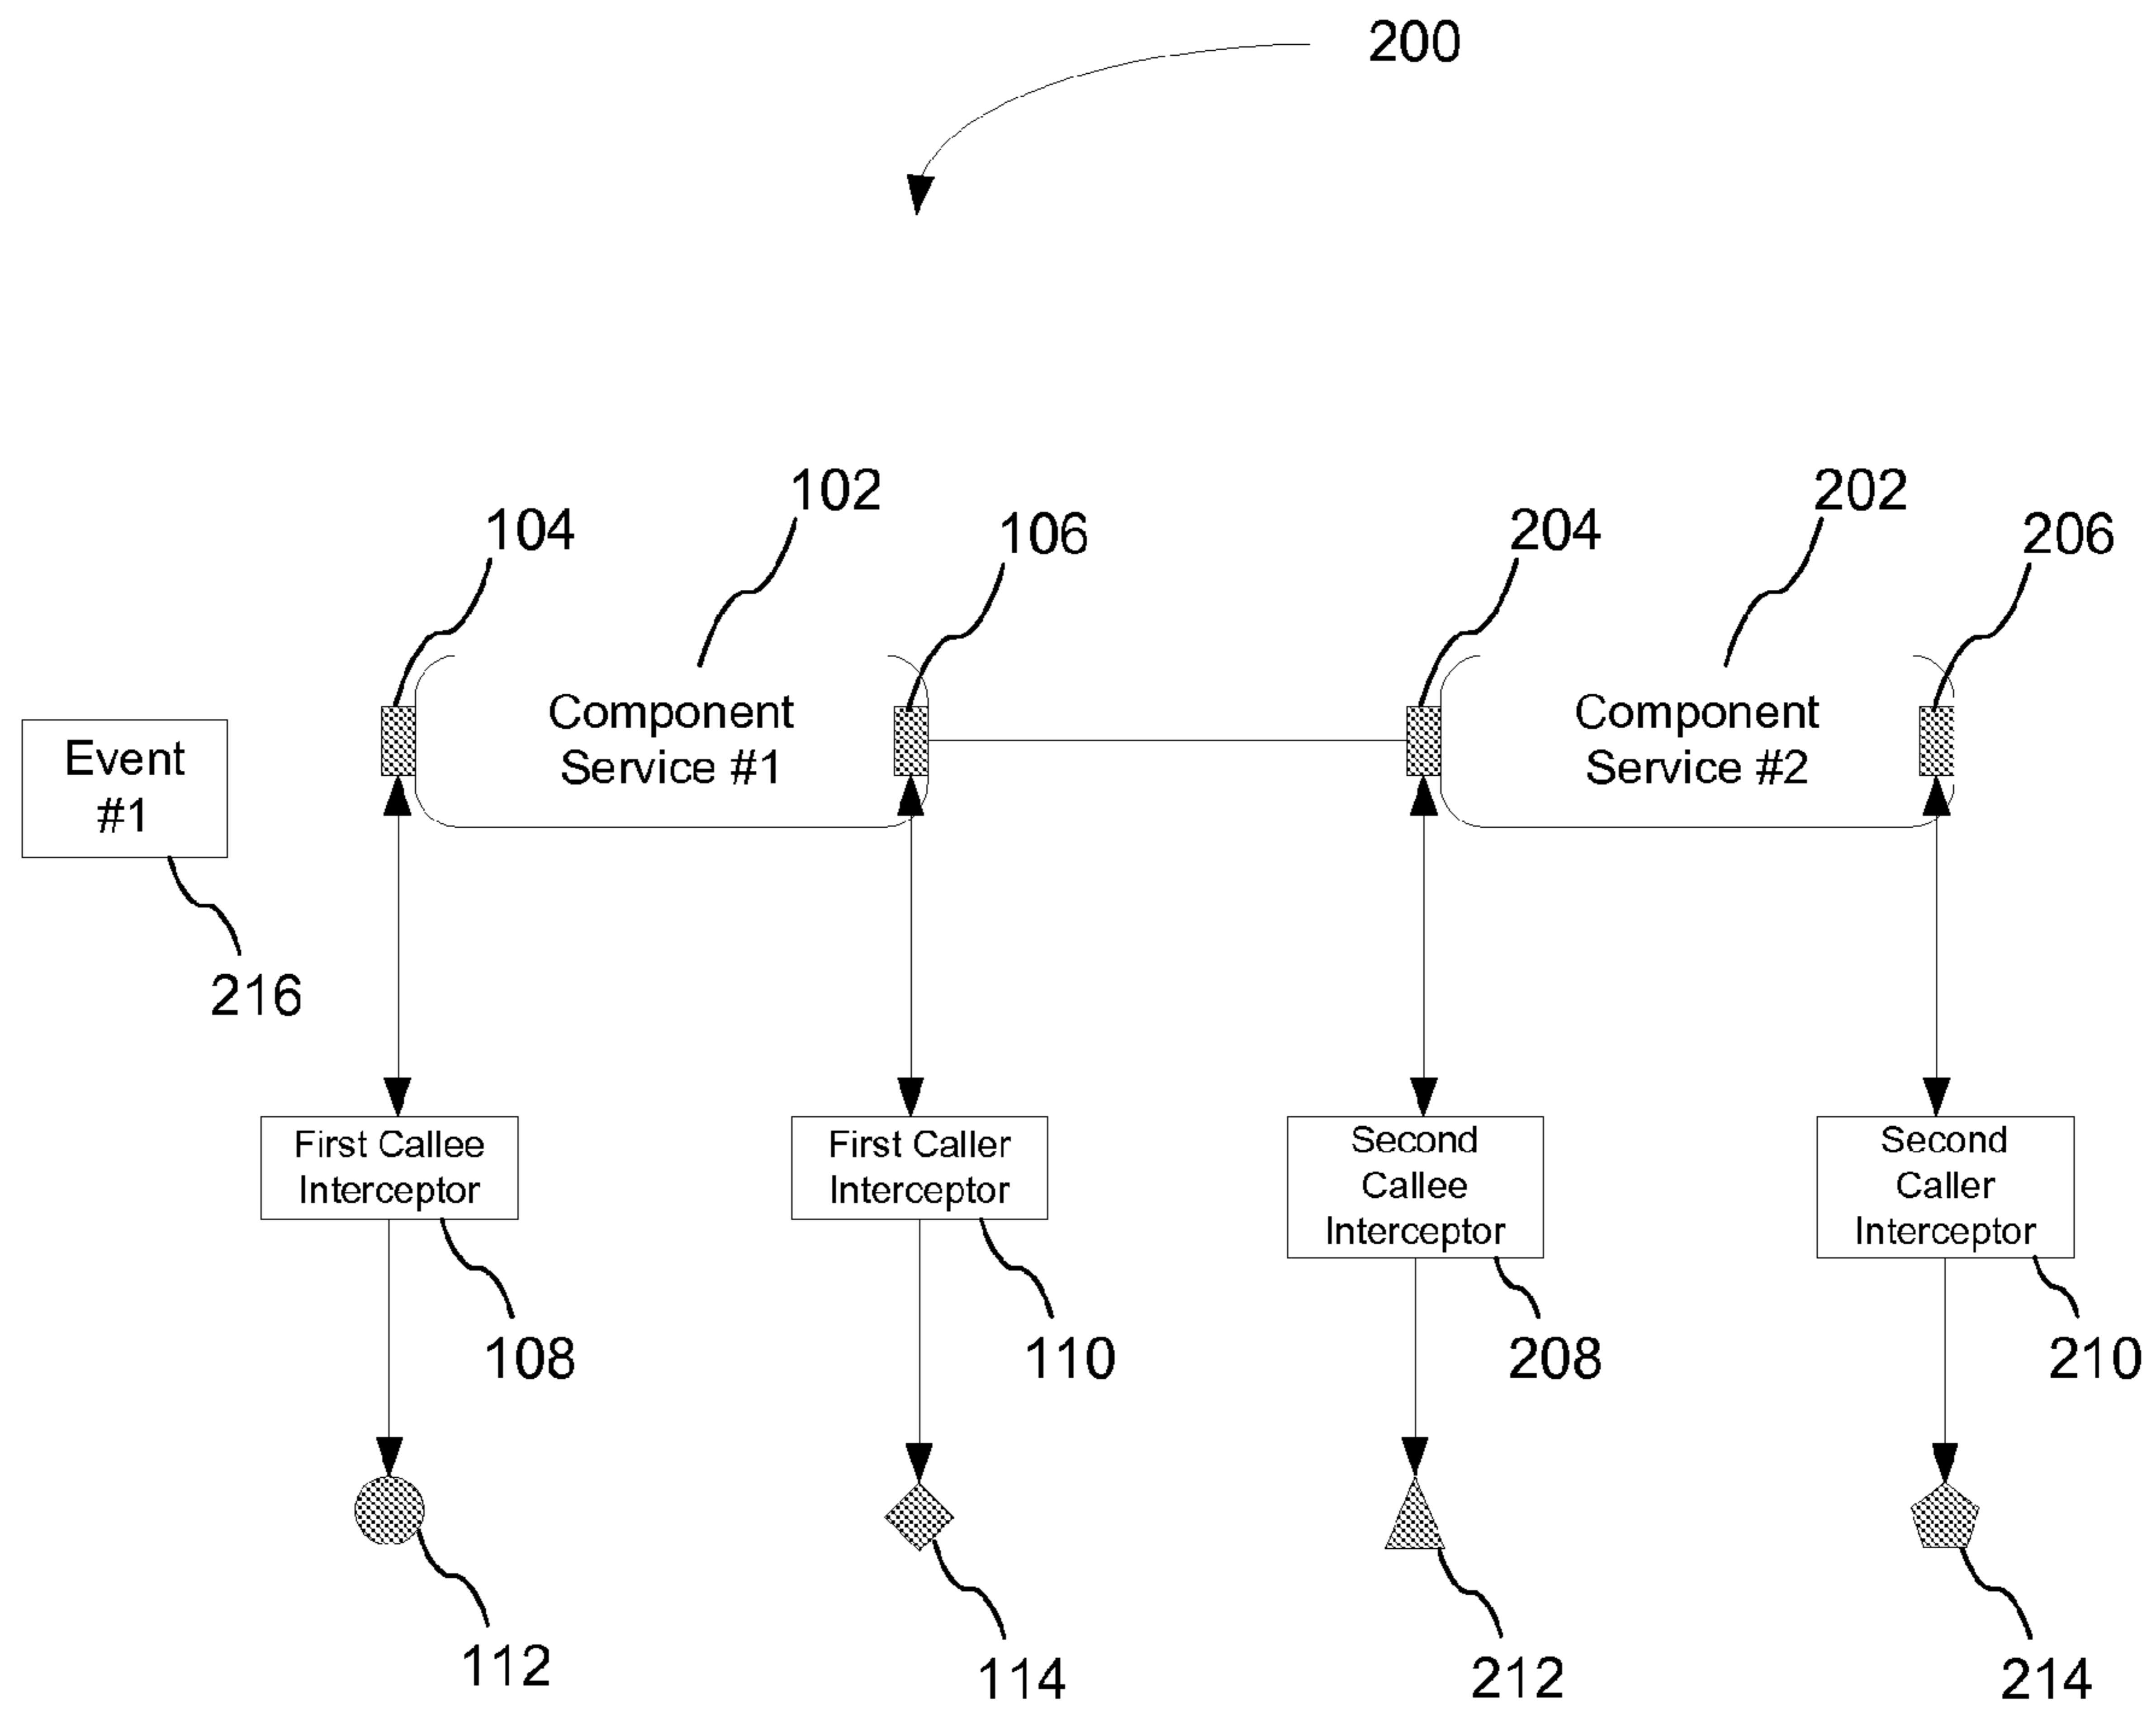 200
102
202
104
106
204
206
Component
Service #1
Component
Service #2
Event
#1
216
First Callee
Interceptor
First Caller
Interceptor
Second
Callee
Interceptor
Second
Caller
Interceptor
108
110
208
210
112
114
212
214